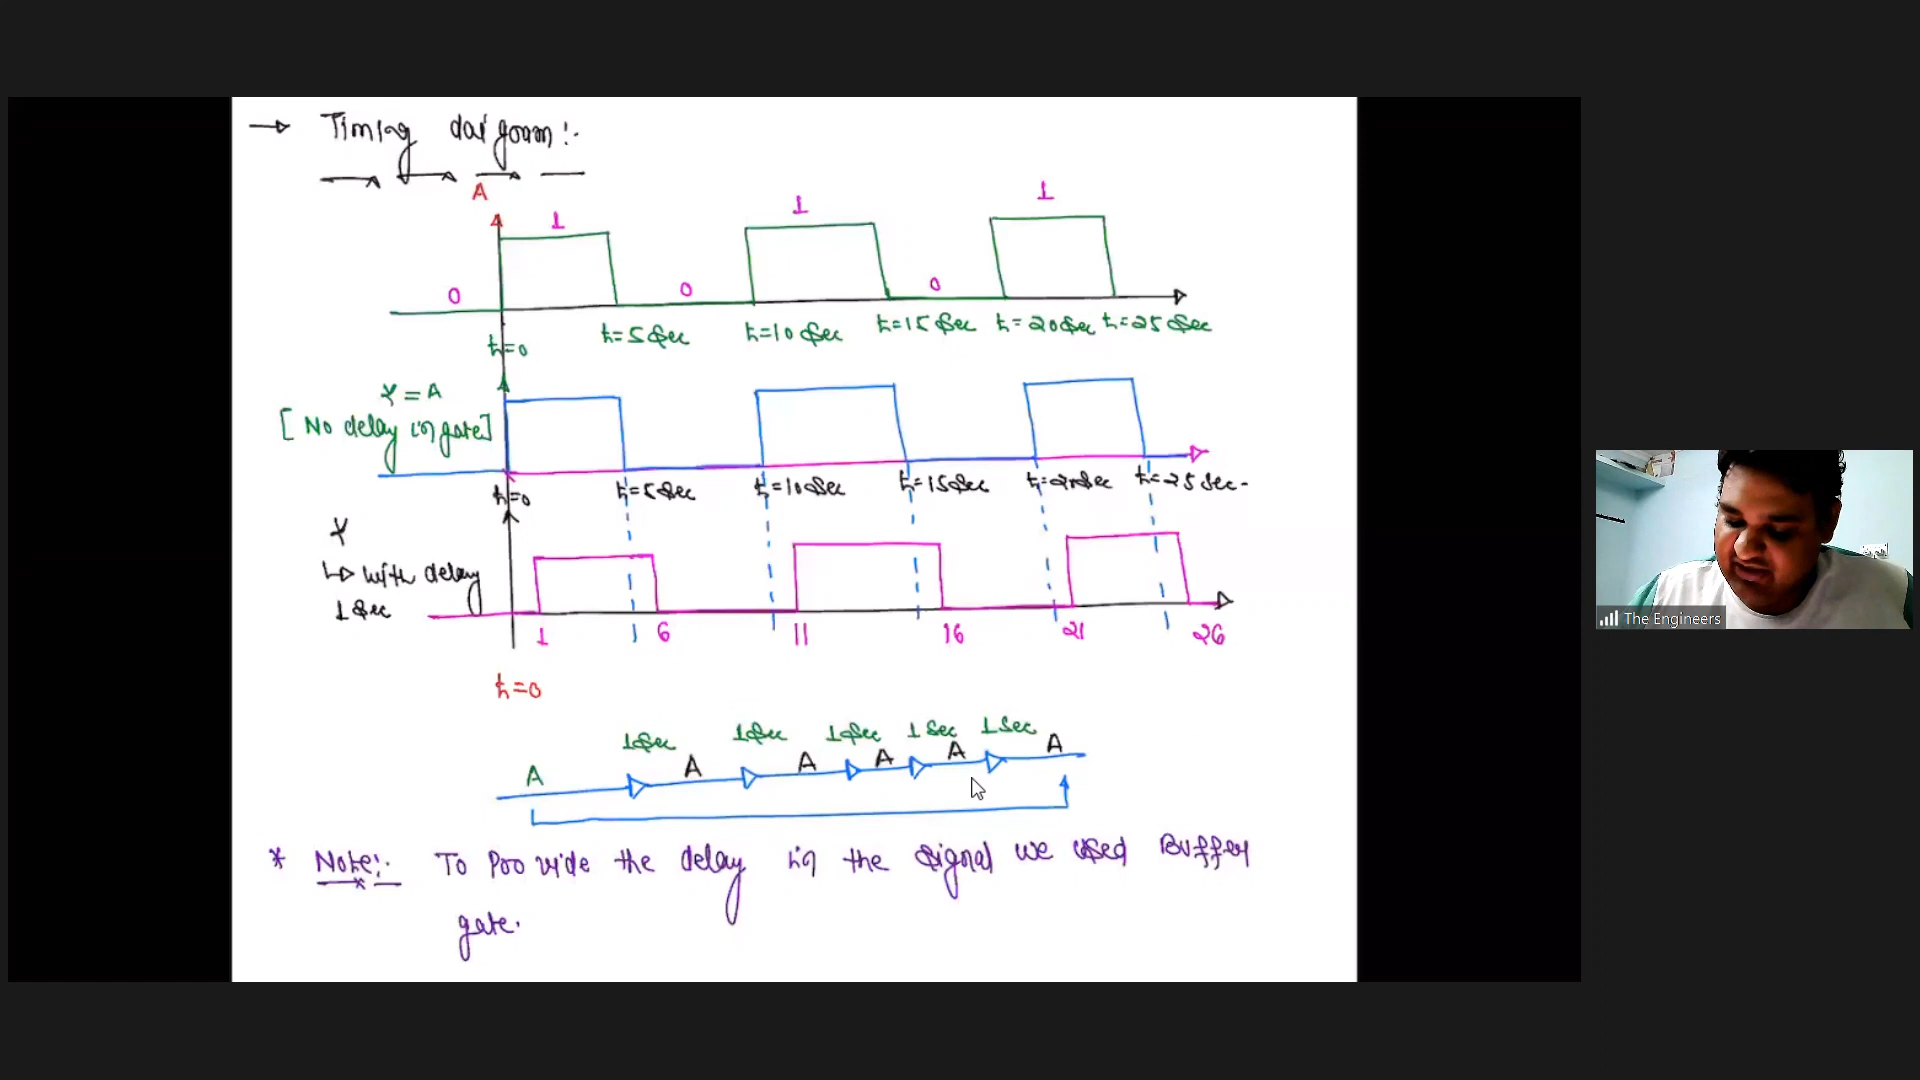 → Timing daigram:-
A
1 1 1
0 0 0
t=0 t=5 sec t=10 sec t=15 sec t=20 sec t=25 sec
Y = A
[No delay in gate]
t=0 t=5 sec t=10 sec t=15 sec t=20 sec t=25 sec-
Y
↳ with delay
1 sec
1 6 11 16 21 26
t=0
1 sec 1 sec 1 sec 1 sec 1 sec
A A A A A A
* Note:- To Provide the delay in the signal we used Buffer
gate.
The Engineers